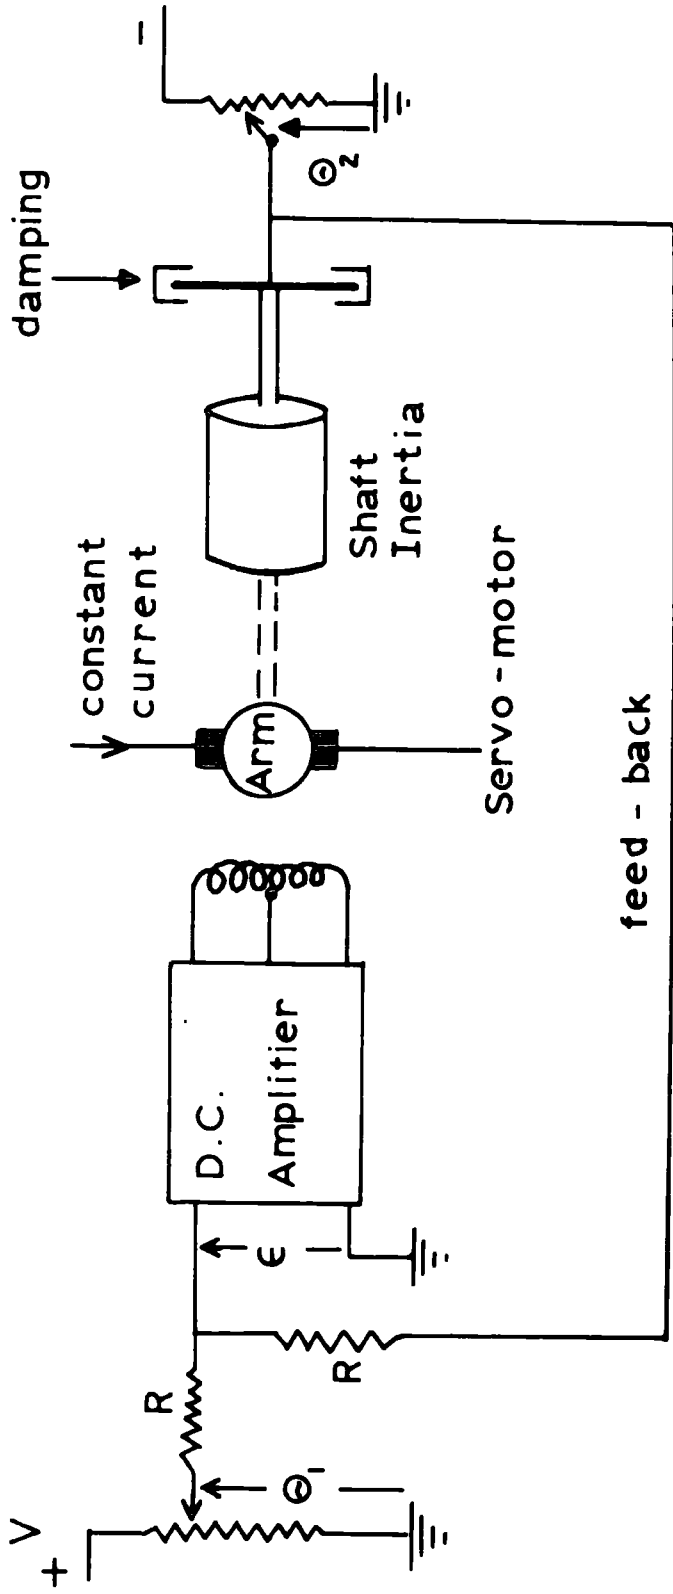 + V
Θ₁
R
R
ϵ
D.C.
Amplifier
constant
current
Arm
Servo-motor
Shaft
Inertia
damping
Θ₂
−
feed-back